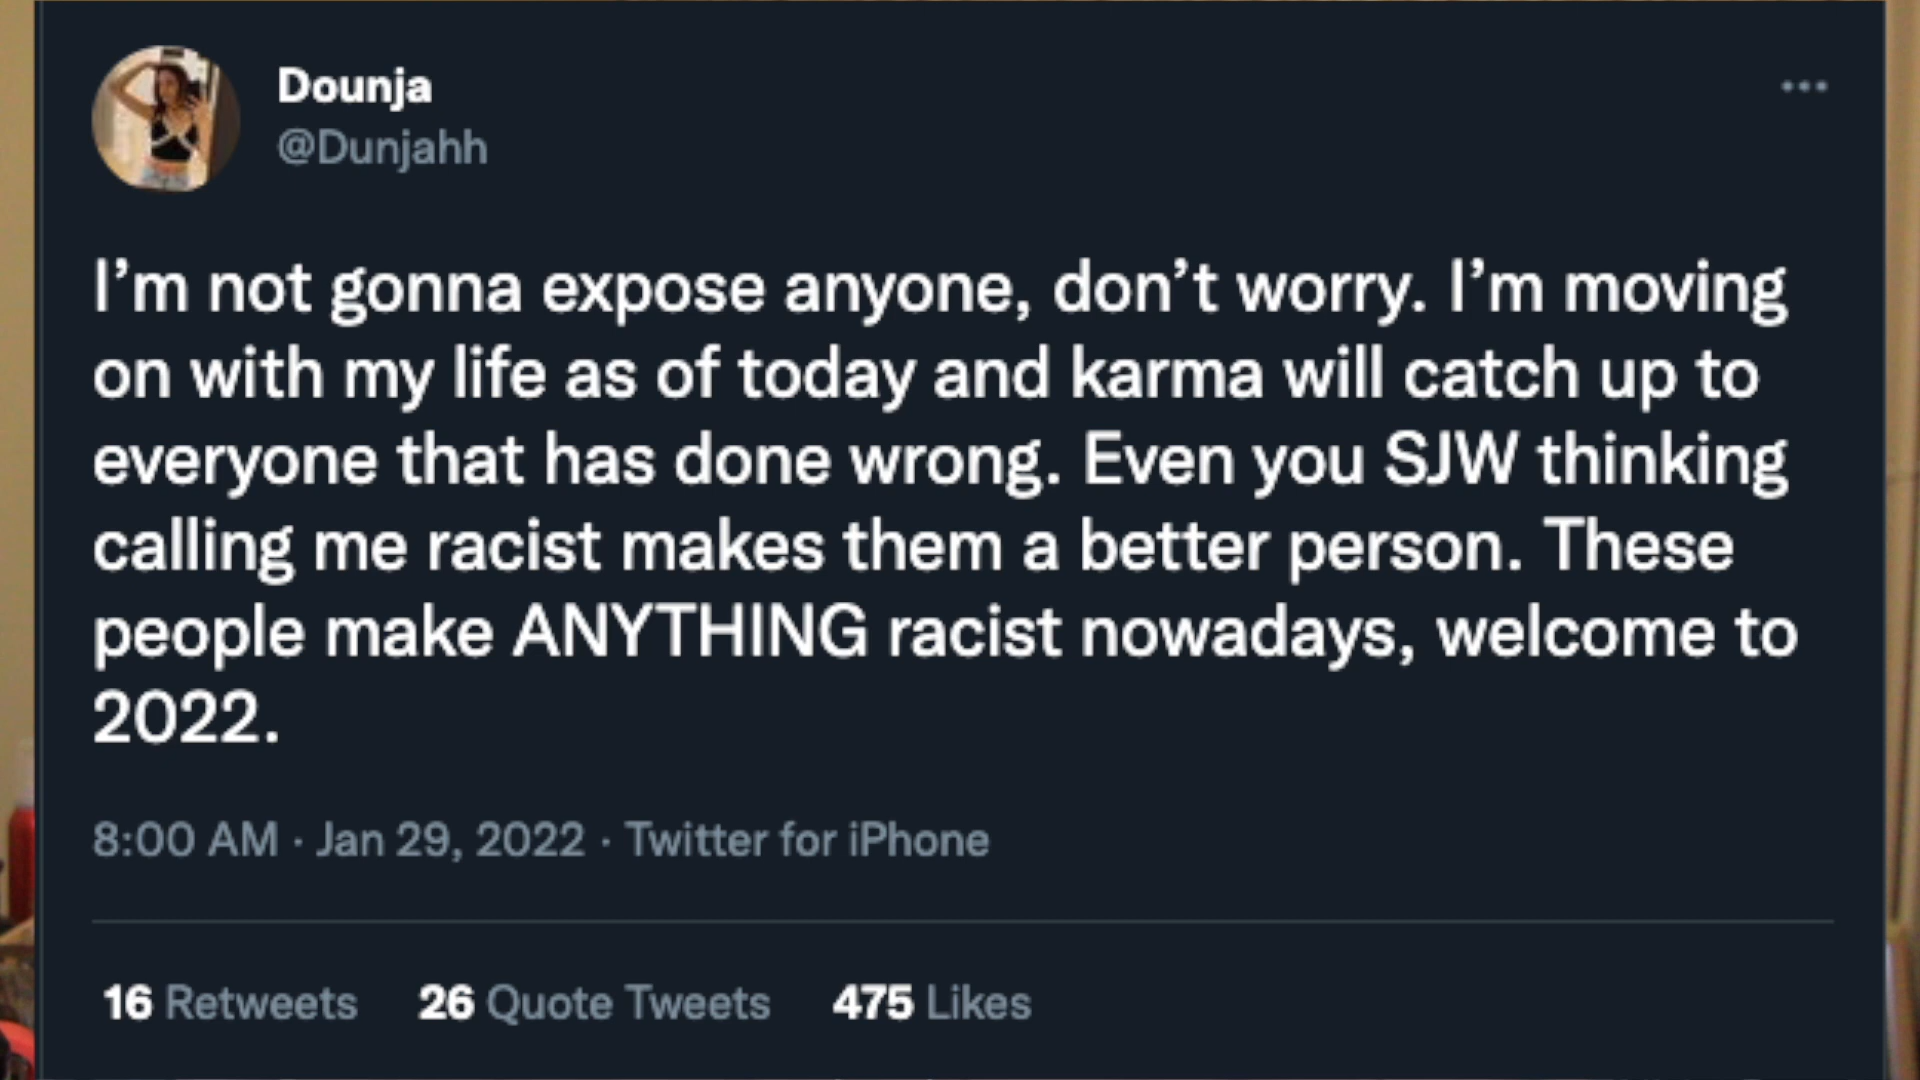 Dounja
@Dunjahh
I’m not gonna expose anyone, don’t worry. I’m moving
on with my life as of today and karma will catch up to
everyone that has done wrong. Even you SJW thinking
calling me racist makes them a better person. These
people make ANYTHING racist nowadays, welcome to
2022.
8:00 AM · Jan 29, 2022 · Twitter for iPhone
16 Retweets 26 Quote Tweets 475 Likes